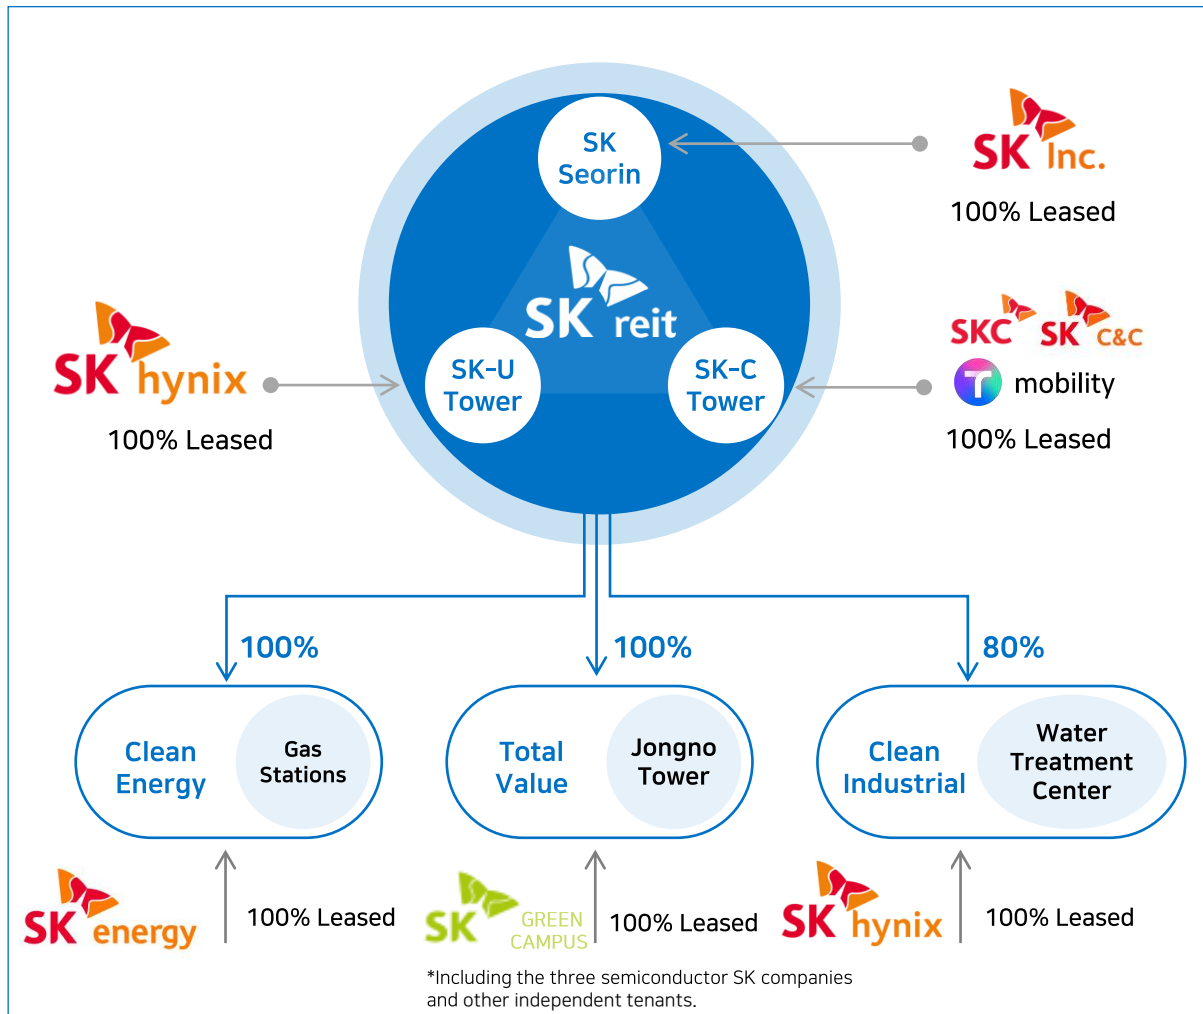 SK
Seorin
SK inc.
100% Leased
SK reit
SK hynix
100% Leased
SK-U
Tower
SK-C
Tower
SKC SK C&C
T mobility
100% Leased
100%
100%
80%
Clean
Energy
Gas
Stations
Total
Value
Jongno
Tower
Clean
Industrial
Water
Treatment
Center
SK energy
100% Leased
SK GREEN
CAMPUS
100% Leased
SK hynix
100% Leased
*Including the three semiconductor SK companies
and other independent tenants.